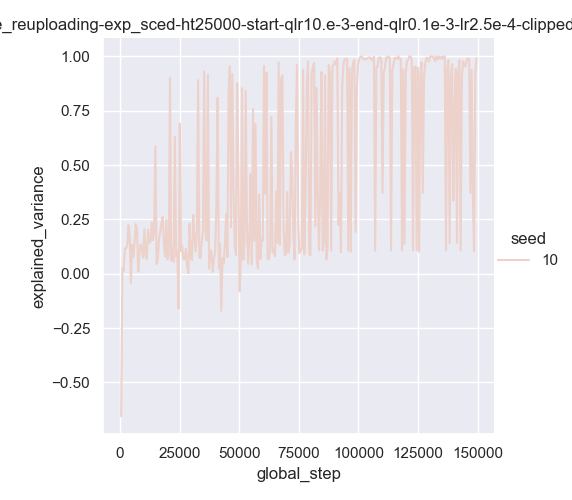 e_reuploading-exp_sced-ht25000-start-qlr10.e-3-end-qlr0.1e-3-lr2.5e-4-clipped
1.00
0.75
0.50
0.25
0.00
−0.25
−0.50
explained_variance
0 25000 50000 75000 100000 125000 150000
global_step
seed
10